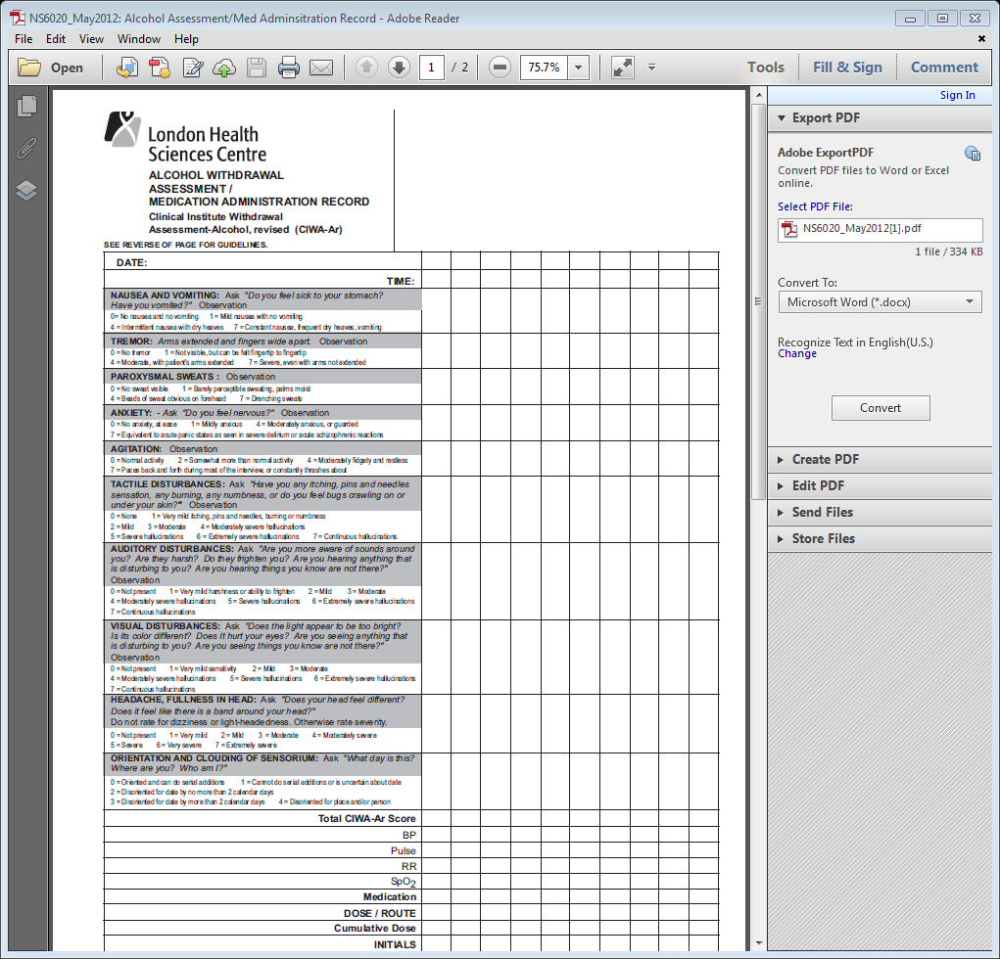 NS6020_May2012: Alcohol Assessment/Med Adminsitration Record - Adobe Reader
File Edit View Window Help
Open 1 / 2 75.7% Tools Fill & Sign Comment
Sign In
Export PDF
Adobe ExportPDF
Convert PDF files to Word or Excel
online.
Select PDF File:
NS6020_May2012[1].pdf
1 file / 334 KB
Convert To:
Microsoft Word (*.docx)
Recognize Text in English(U.S.)
Change
Convert
Create PDF
Edit PDF
Send Files
Store Files
London Health
Sciences Centre
ALCOHOL WITHDRAWAL
ASSESSMENT /
MEDICATION ADMINISTRATION RECORD
Clinical Institute Withdrawal
Assessment-Alcohol, revised (CIWA-Ar)
SEE REVERSE OF PAGE FOR GUIDELINES.
DATE:
TIME:
NAUSEA AND VOMITING: Ask "Do you feel sick to your stomach?
Have you vomited?" Observation
0= No nausea and no vomiting 1 = Mild nausea with no vomiting
4 = Intermittent nausea with dry heaves 7 = Constant nausea, frequent dry heaves, vomiting
TREMOR: Arms extended and fingers wide apart. Observation
0 = No tremor 1 = Not visible, but can be felt fingertip to fingertip
4 = Moderate, with patient's arms extended 7 = Severe, even with arms not extended
PAROXYSMAL SWEATS : Observation
0 = No sweat visible 1 = Barely perceptible sweating, palms moist
4 = Beads of sweat obvious on forehead 7 = Drenching sweats
ANXIETY: - Ask "Do you feel nervous?" Observation
0 = No anxiety, at ease 1 = Mildly anxious 4 = Moderately anxious, or guarded
7 = Equivalent to acute panic states as seen in severe delirium or acute schizophrenic reactions
AGITATION: Observation
0 = Normal activity 2 = Somewhat more than normal activity 4 = Moderately fidgety and restless
7 = Paces back and forth during most of the interview, or constantly thrashes about
TACTILE DISTURBANCES: Ask "Have you any itching, pins and needles
sensation, any burning, any numbness, or do you feel bugs crawling on or
under your skin?" Observation
0 = None 1 = Very mild itching, pins and needles, burning or numbness
2 = Mild 3 = Moderate 4 = Moderately severe hallucinations
5 = Severe hallucinations 6 = Extremely severe hallucinations 7 = Continuous hallucinations
AUDITORY DISTURBANCES: Ask "Are you more aware of sounds around
you? Are they harsh? Do they frighten you? Are you hearing anything that
is disturbing to you? Are you hearing things you know are not there?"
Observation
0 = Not present 1 = Very mild harshness or ability to frighten 2 = Mild 3 = Moderate
4 = Moderately severe hallucinations 5 = Severe hallucinations 6 = Extremely severe hallucinations
7 = Continuous hallucinations
VISUAL DISTURBANCES: Ask "Does the light appear to be too bright?
Is its color different? Does It hurt your eyes? Are you seeing anything that
is disturbing to you? Are you seeing things you know are not there?"
Observation
0 = Not present 1 = Very mild sensitivity 2 = Mild 3 = Moderate
4 = Moderately severe hallucinations 5 = Severe hallucinations 6 = Extremely severe hallucinations
7 = Continuous hallucinations
HEADACHE, FULLNESS IN HEAD: Ask "Does your head feel different?
Does it feel like there is a band around your head?"
Do not rate for dizziness or light-headedness. Otherwise rate severity.
0 = Not present 1 = Very mild 2 = Mild 3 = Moderate 4 = Moderately severe
5 = Severe 6 = Very severe 7 = Extremely severe
ORIENTATION AND CLOUDING OF SENSORIUM: Ask "What day is this?
Where are you? Who am I?"
0 = Oriented and can do serial additions 1 = Cannot do serial additions or is uncertain about date
2 = Disoriented for date by no more than 2 calendar days
3 = Disoriented for date by more than 2 calendar days 4 = Disoriented for place and/or person
Total CIWA-Ar Score
BP
Pulse
RR
SpO2
Medication
DOSE / ROUTE
Cumulative Dose
INITIALS